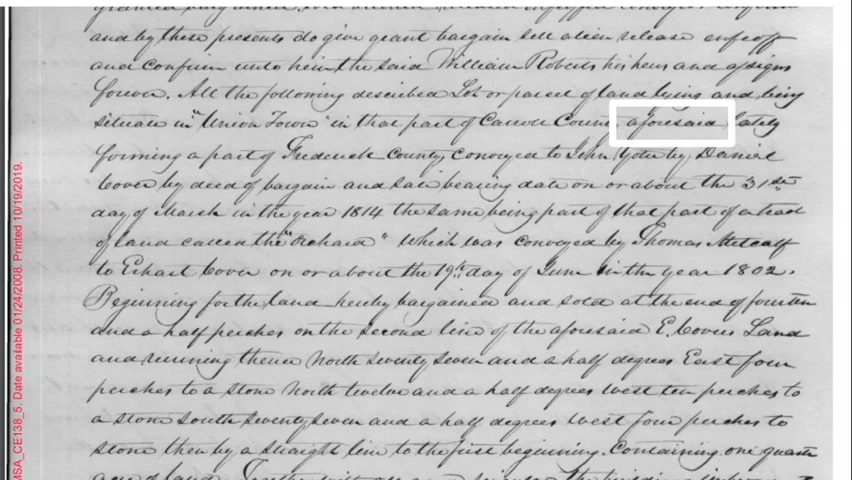 and by these presents do give grant bargain sell alien release enfeoff
and confirm unto him, the said William Roberts his heirs and assigns
forever. All the following described Lot or parcel of land lying and being
situate in "Union Town" in that part of Carroll County aforesaid lately
forming a part of Frederick County, conveyed to John Yoter by Daniel
Cover by deed of bargain and sale bearing date on or about the 31st
day of March in the year 1814 the same being part of that part of a tract
of land called the "Orchard" which was conveyed by Thomas Metcalf
to Eckart Cover on or about the 19th day of June in the year 1802.
Beginning for the land hereby bargained and sold at the end of fourteen
and a half perches on the second line of the aforesaid E. Covers Land
and running thence North seventy seven and a half degrees East four
perches to a stone North twelve and a half degrees West ten perches to
a stone South seventy seven and a half degrees West four perches to
stone then by a straight line to the first beginning. Containing one quarter
acre of land. Together with
MSA_CE138_5. Date available 01/24/2008. Printed 10/19/2019.